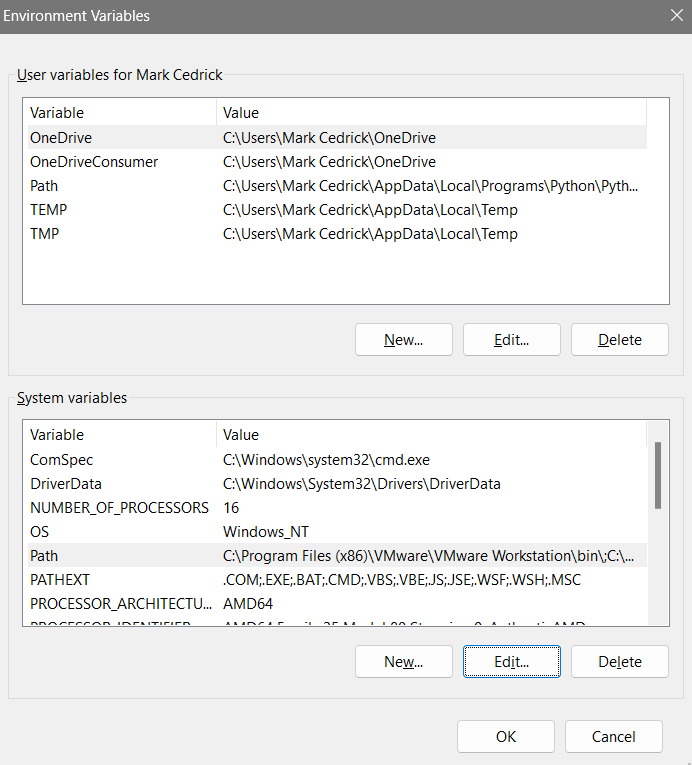 Environment Variables
User variables for Mark Cedrick
Variable Value
OneDrive C:\Users\Mark Cedrick\OneDrive
OneDriveConsumer C:\Users\Mark Cedrick\OneDrive
Path C:\Users\Mark Cedrick\AppData\Local\Programs\Python\Pyth...
TEMP C:\Users\Mark Cedrick\AppData\Local\Temp
TMP C:\Users\Mark Cedrick\AppData\Local\Temp
New... Edit... Delete
System variables
Variable Value
ComSpec C:\Windows\system32\cmd.exe
DriverData C:\Windows\System32\Drivers\DriverData
NUMBER_OF_PROCESSORS 16
OS Windows_NT
Path C:\Program Files (x86)\VMware\VMware Workstation\bin\;C:\...
PATHEXT .COM;.EXE;.BAT;.CMD;.VBS;.VBE;.JS;.JSE;.WSF;.WSH;.MSC
PROCESSOR_ARCHITECTU... AMD64
New... Edit... Delete
OK Cancel